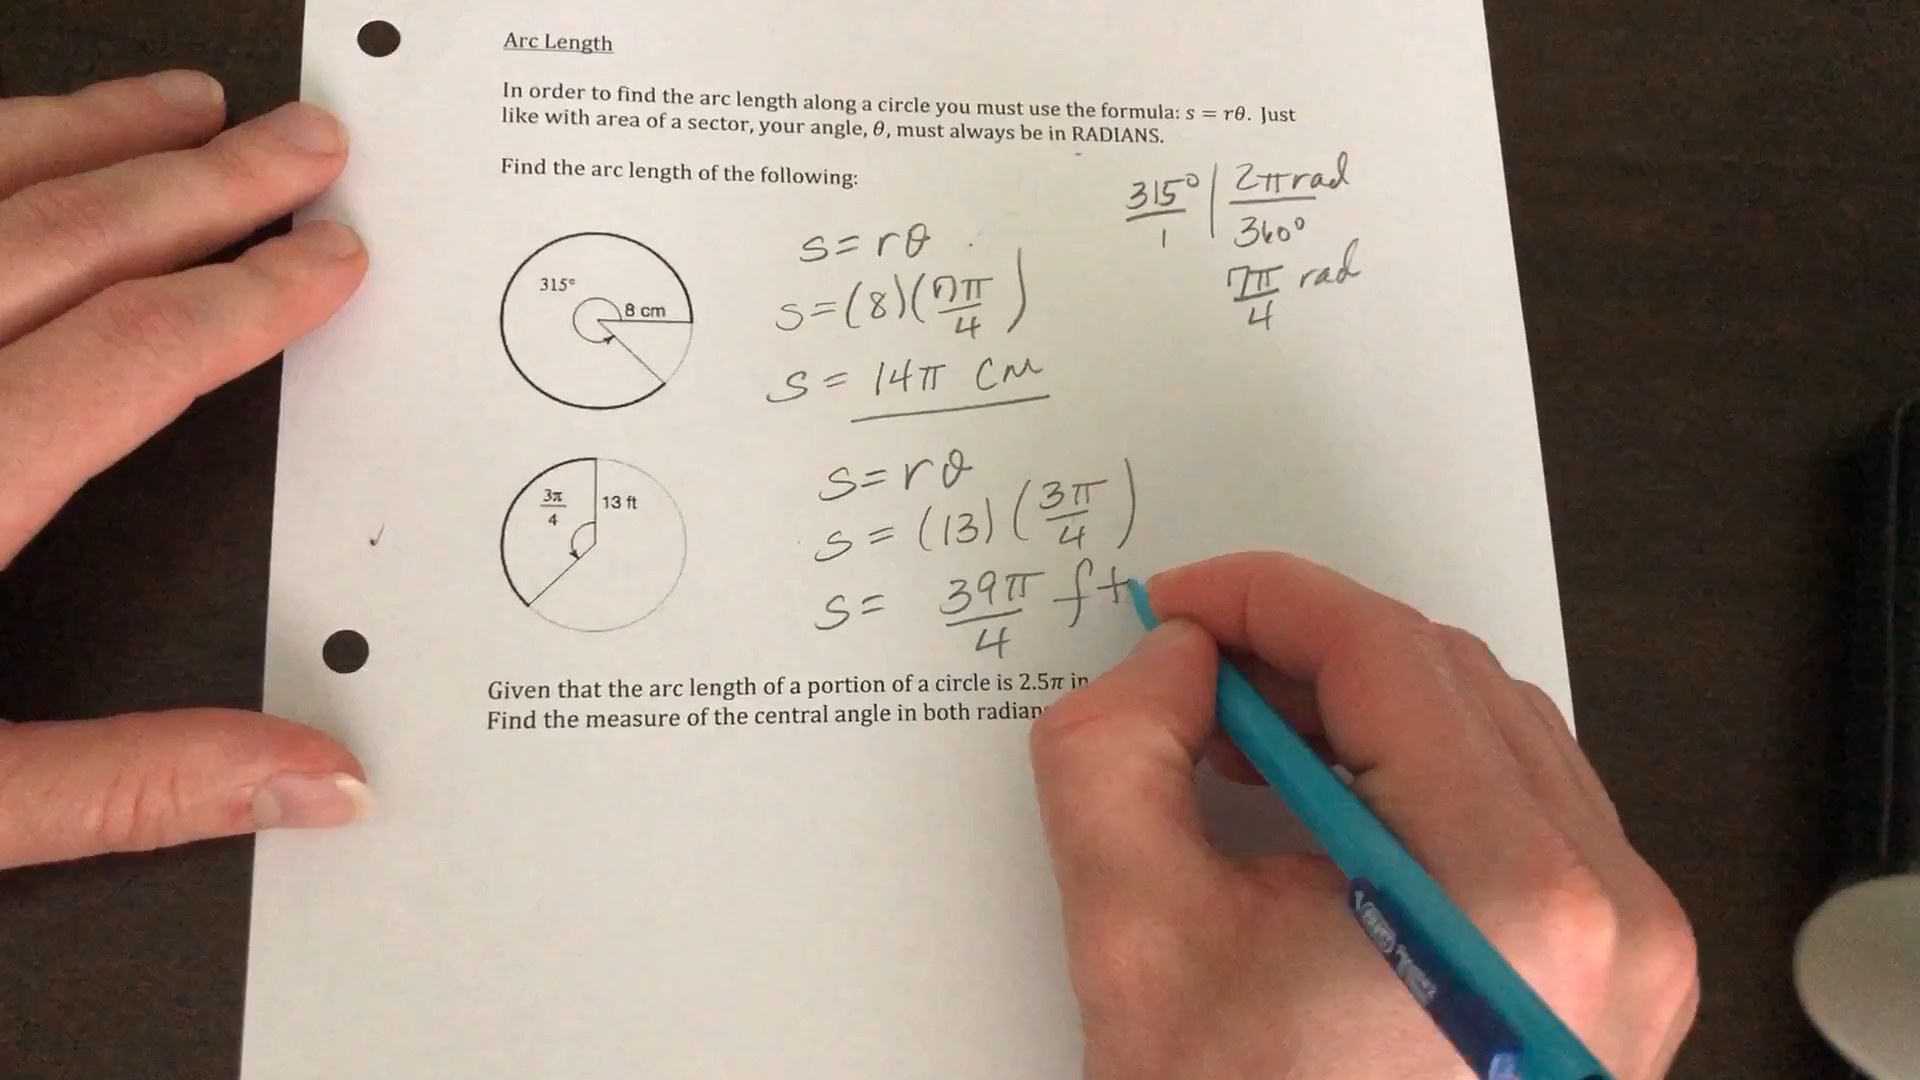 Arc Length
In order to find the arc length along a circle you must use the formula: s = rθ. Just
like with area of a sector, your angle, θ, must always be in RADIANS.
Find the arc length of the following:
315°
8 cm
s=rθ
s=(8)(7π/4)
s = 14π cm
315°/1 | 2π rad/360°
7π/4 rad
3π/4
13 ft
s=rθ
s = (13)(3π/4)
s = 39π/4 ft
Given that the arc length of a portion of a circle is 2.5π in
Find the measure of the central angle in both